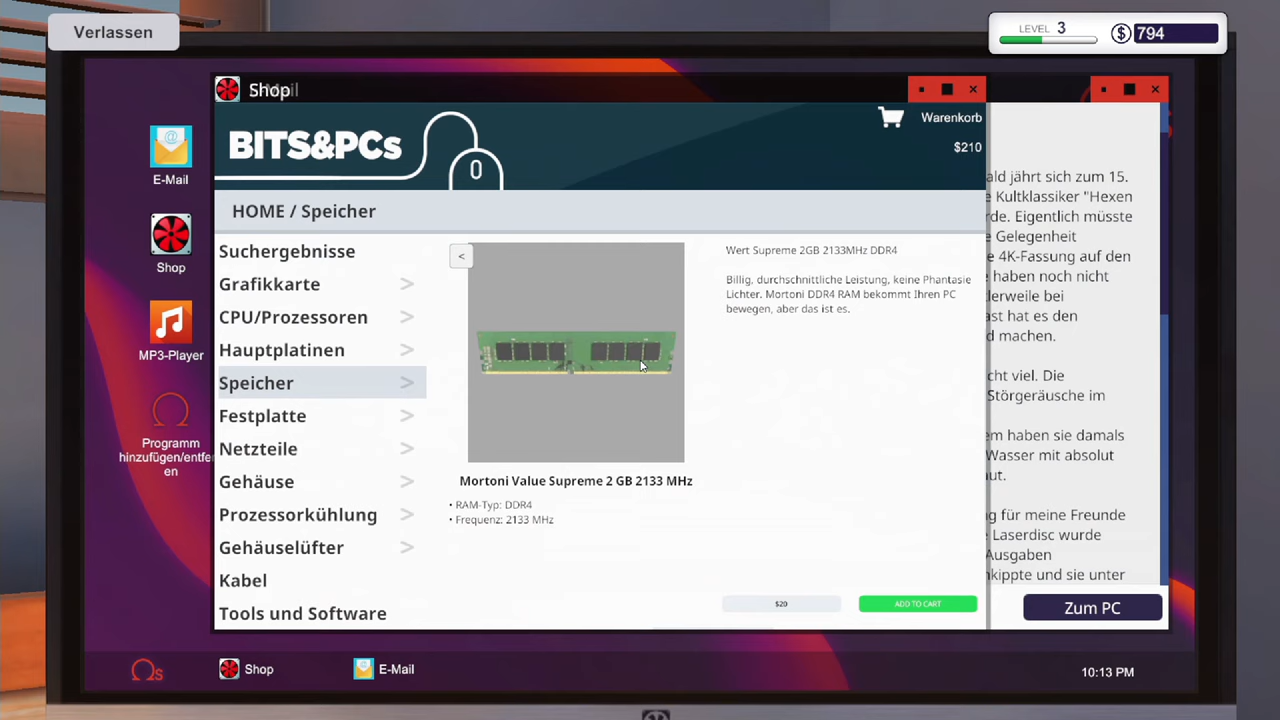 Verlassen
LEVEL 3
$ 794
Shop
BITS&PCs
Warenkorb
$210
HOME / Speicher
Suchergebnisse
Grafikkarte >
CPU/Prozessoren >
Hauptplatinen >
Speicher >
Festplatte >
Netzteile >
Gehäuse >
Prozessorkühlung >
Gehäuselüfter >
Kabel
Tools und Software
<
Mortoni Value Supreme 2 GB 2133 MHz
• RAM-Typ: DDR4
• Frequenz: 2133 MHz
Wert Supreme 2GB 2133MHz DDR4
Billig, durchschnittliche Leistung, keine Phantasie
Lichter. Mortoni DDR4 RAM bekommt Ihren PC
bewegen, aber das ist es.
$20
ADD TO CART
ald jährt sich zum 15.
Kultklassiker "Hexen
rde. Eigentlich müsste
Gelegenheit
4K-Fassung auf den
haben noch nicht
derweile bei
ast hat es den
d machen.
cht viel. Die
Störgeräusche im
em haben sie damals
Wasser mit absolut
aut.
ng für meine Freunde
Laserdisc wurde
Ausgaben
nkippte und sie unter
Zum PC
E-Mail
Shop
MP3-Player
Programm
hinzufügen/entfer
en
Shop
E-Mail
10:13 PM